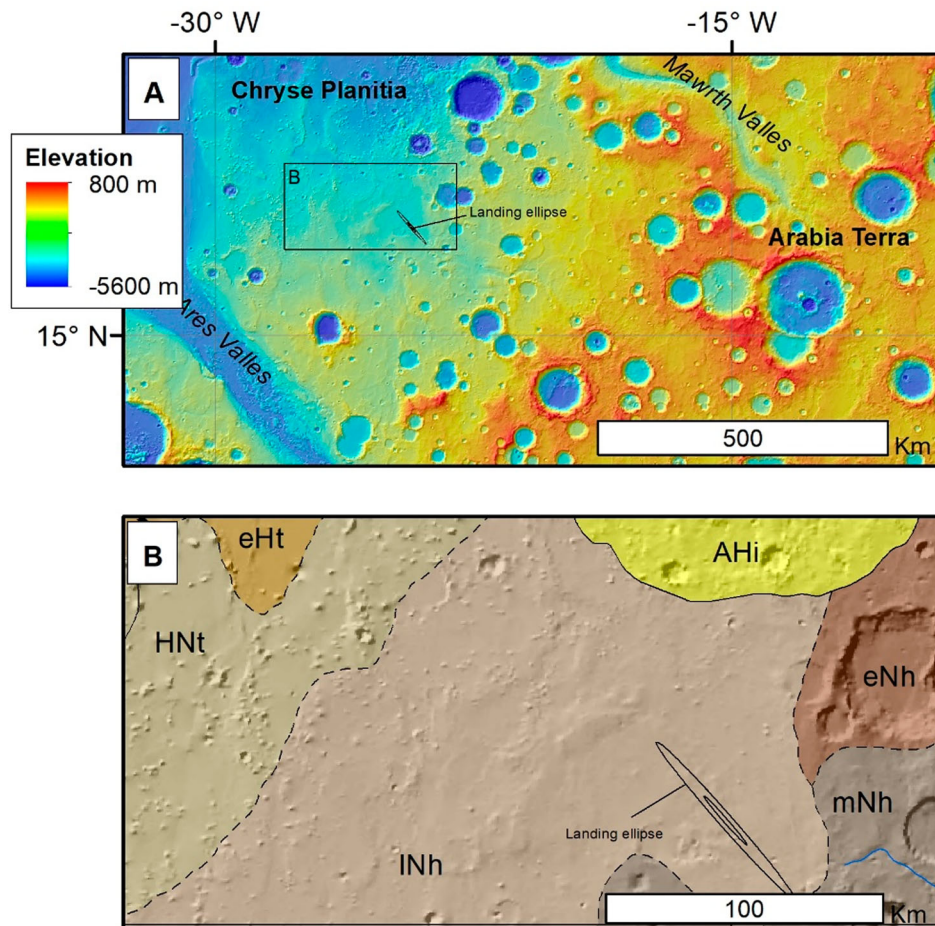 -30° W
-15° W
A
Chryse Planitia
Mawrth Valles
Elevation
800 m
-5600 m
B
Landing ellipse
Arabia Terra
15° N
Ares Valles
500
Km
B
eHt
AHi
HNt
eNh
mNh
Landing ellipse
lNh
100
Km